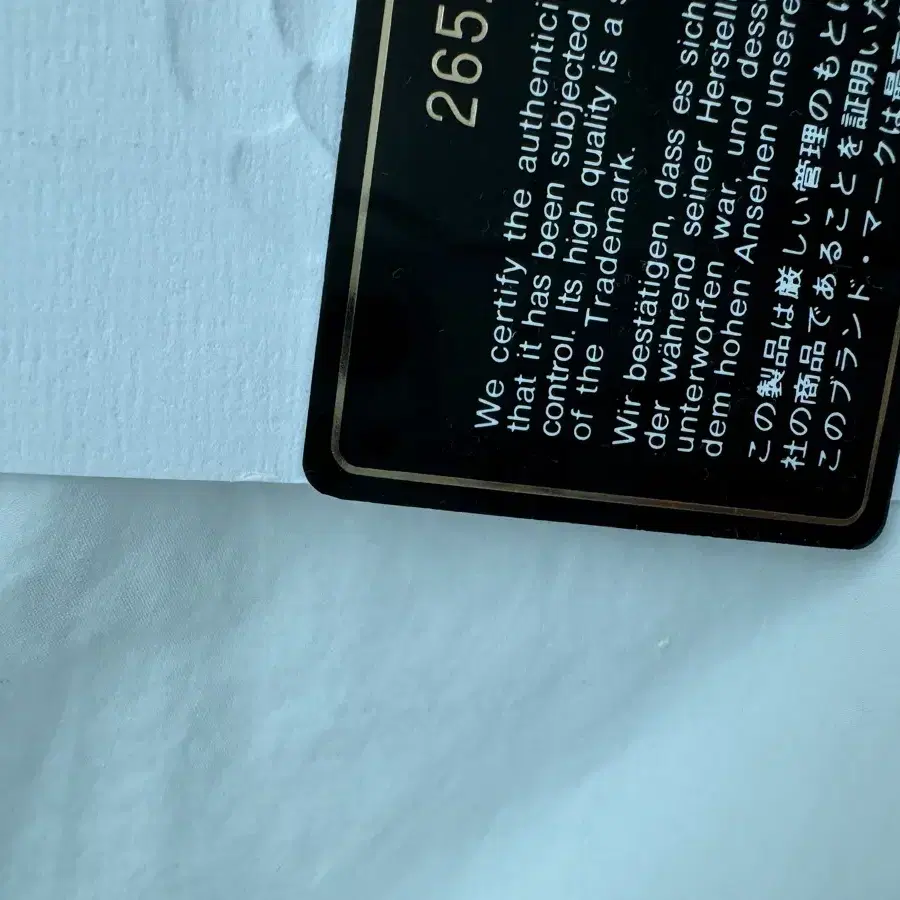 265
We certify the authentici
that it has been subjected
control. Its high quality is a s
of the Trademark.
Wir bestätigen, dass es sich
der während seiner Herstell
unterworfen war, und desse
dem hohen Ansehen unsere
この製品は厳しい管理のもとに
社の商品であることを証明いた
このブランド・マークは最高